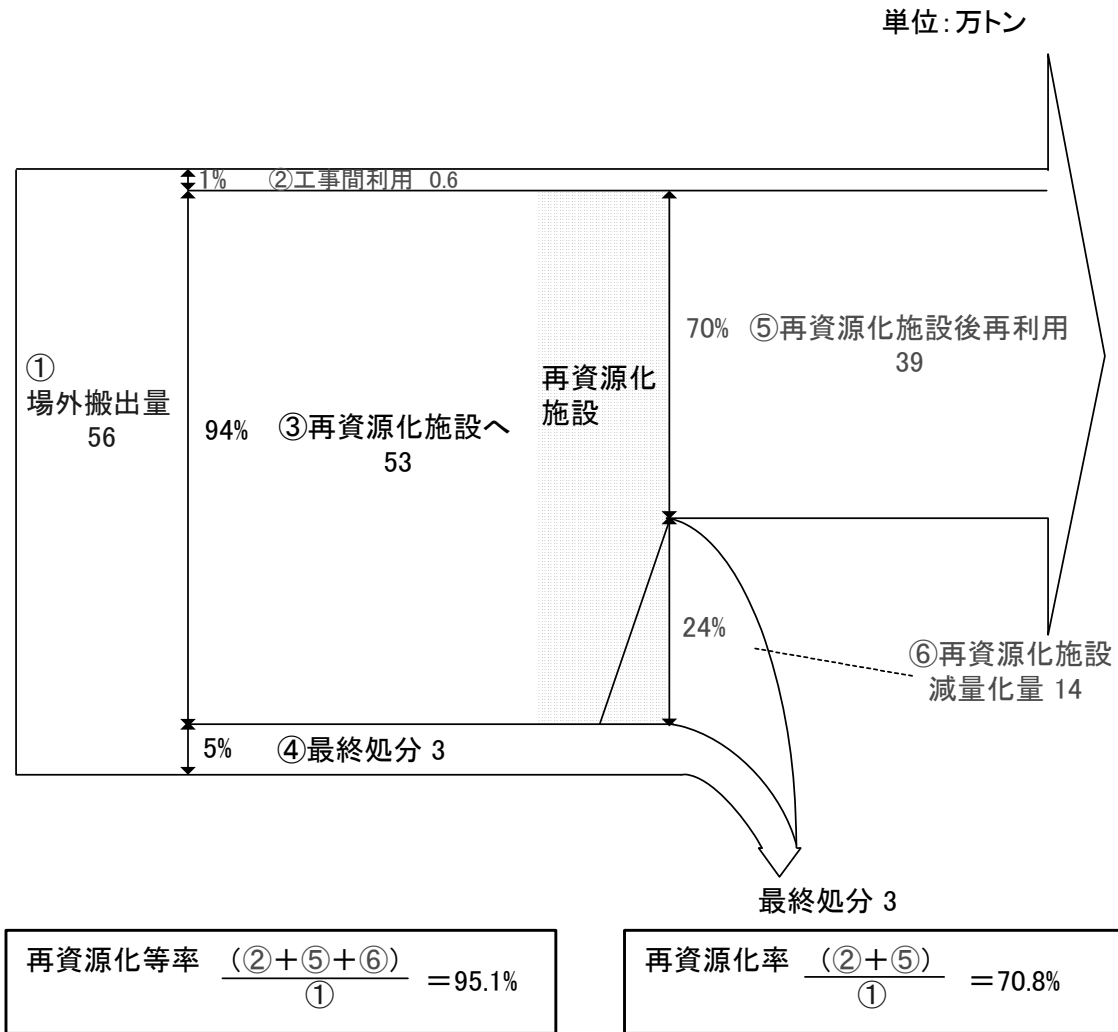 単位:万トン
1% ②工事間利用 0.6
①
場外搬出量
56
94% ③再資源化施設へ
53
再資源化
施設
70% ⑤再資源化施設後再利用
39
24%
⑥再資源化施設
減量化量 14
5% ④最終処分 3
最終処分 3
再資源化等率 (②+⑤+⑥)
① =95.1%
再資源化率 (②+⑤)
① =70.8%